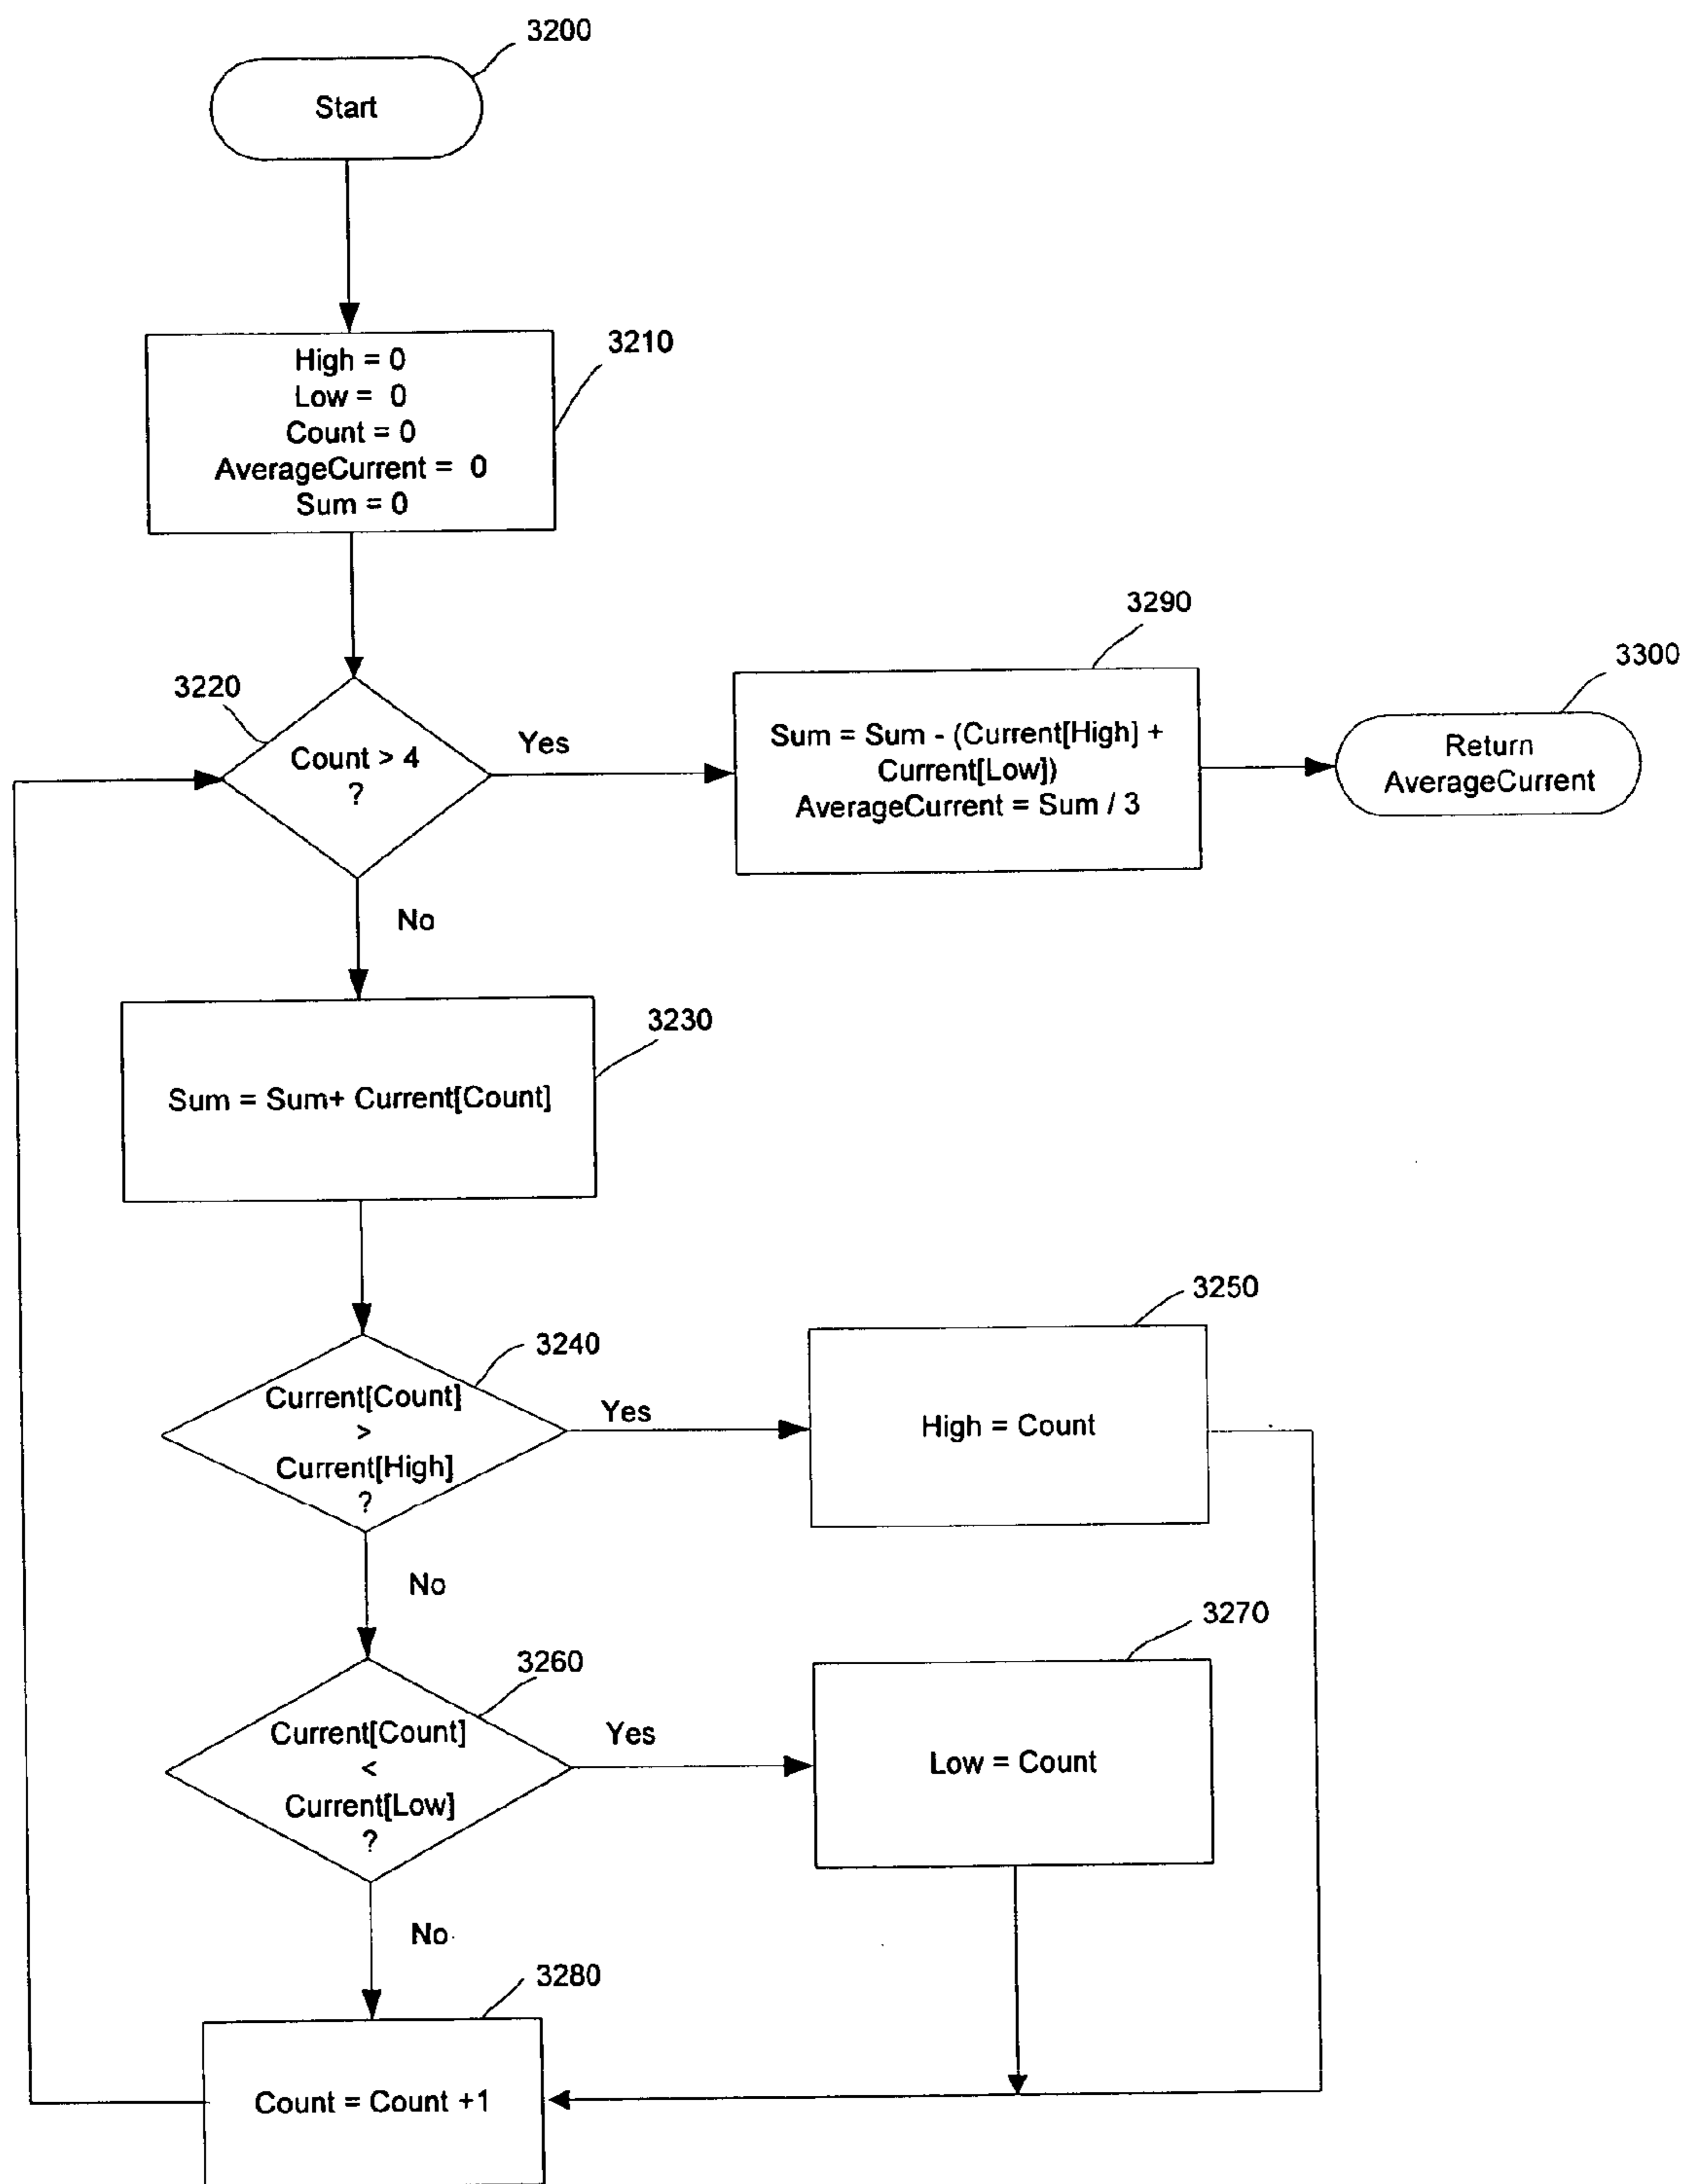 3200
Start
3210
High = 0
Low = 0
Count = 0
AverageCurrent = 0
Sum = 0
3290
3300
3220
Count > 4
?
Yes
Sum = Sum - (Current[High] +
Current[Low])
AverageCurrent = Sum / 3
Return
AverageCurrent
No
3230
Sum = Sum+ Current[Count]
3250
3240
Current[Count]
>
Current[High]
?
Yes
High = Count
No
3270
3260
Current[Count]
<
Current[Low]
?
Yes
Low = Count
No
3280
Count = Count +1